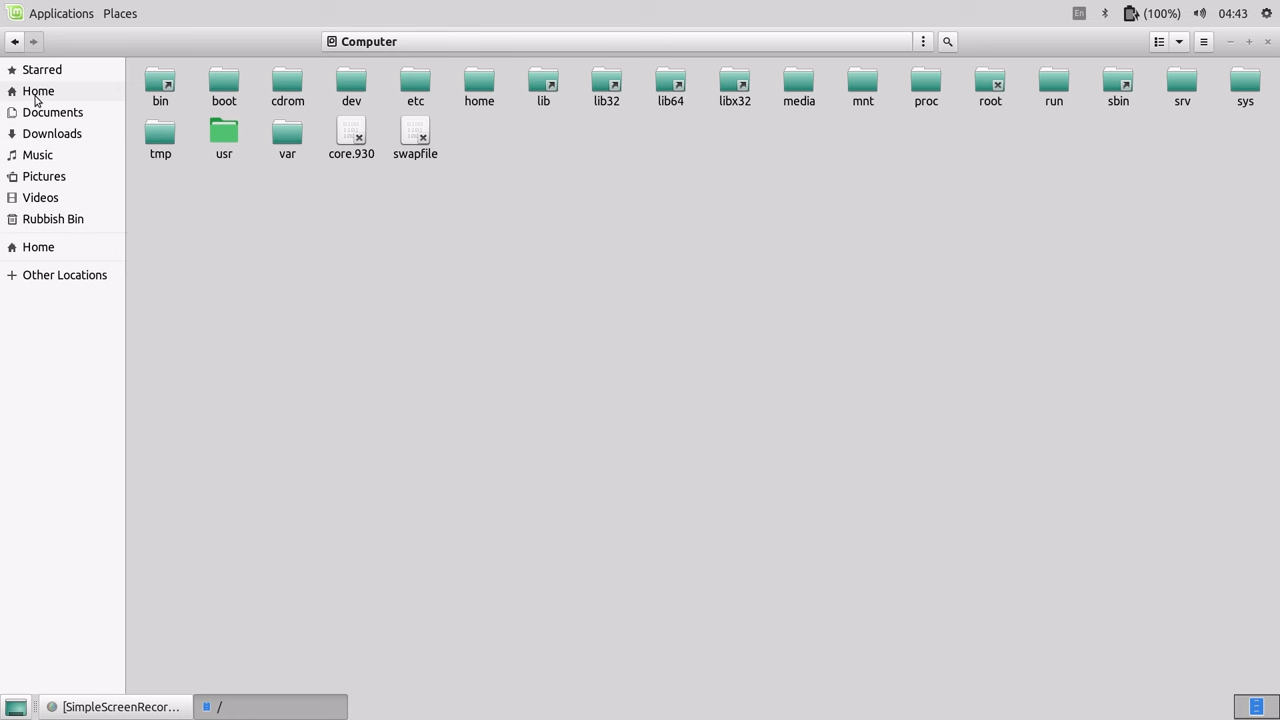 Applications Places En (100%) 04:43
Computer
Starred
Home
Documents
Downloads
Music
Pictures
Videos
Rubbish Bin
Home
Other Locations
bin boot cdrom dev etc home lib lib32 lib64 libx32 media mnt proc root run sbin srv sys
tmp usr var core.930 swapfile
[SimpleScreenRecor... /